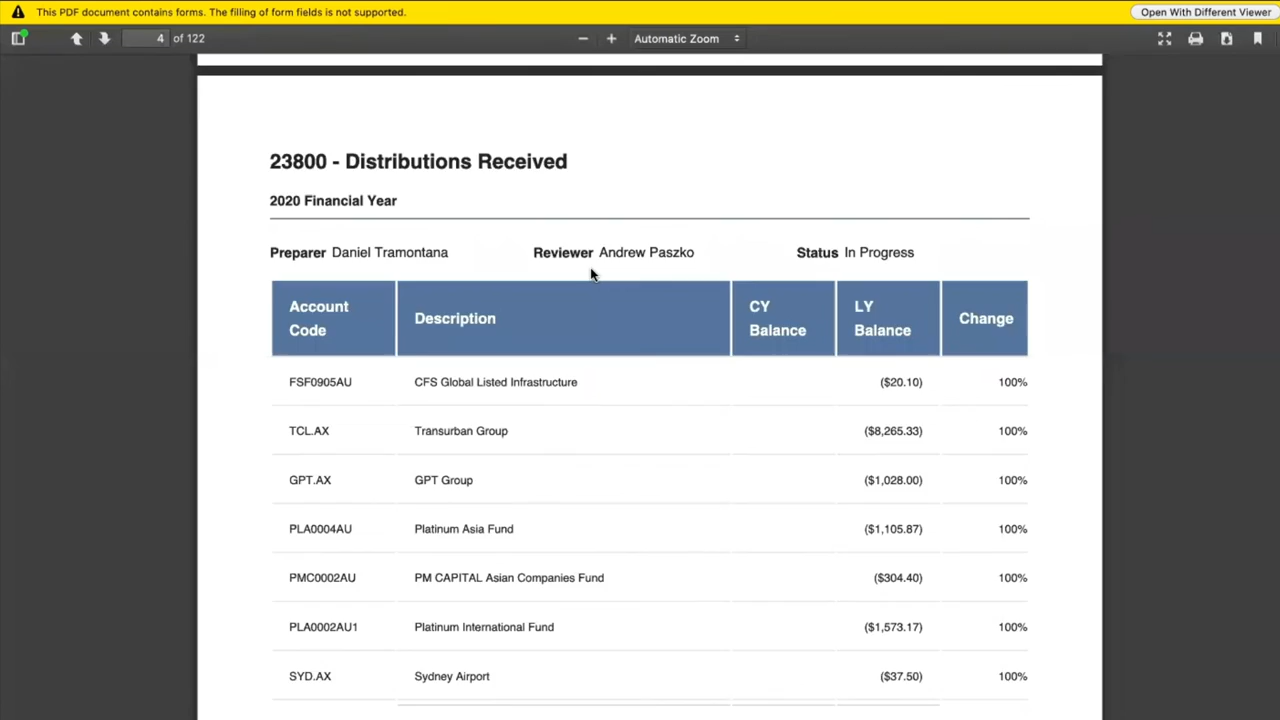 This PDF document contains forms. The filling of form fields is not supported.
Open With Different Viewer
4 of 122
Automatic Zoom
23800 - Distributions Received
2020 Financial Year
Preparer Daniel Tramontana Reviewer Andrew Paszko Status In Progress
Account Code Description CY Balance LY Balance Change
FSF0905AU CFS Global Listed Infrastructure ($20.10) 100%
TCL.AX Transurban Group ($8,265.33) 100%
GPT.AX GPT Group ($1,028.00) 100%
PLA0004AU Platinum Asia Fund ($1,105.87) 100%
PMC0002AU PM CAPITAL Asian Companies Fund ($304.40) 100%
PLA0002AU1 Platinum International Fund ($1,573.17) 100%
SYD.AX Sydney Airport ($37.50) 100%